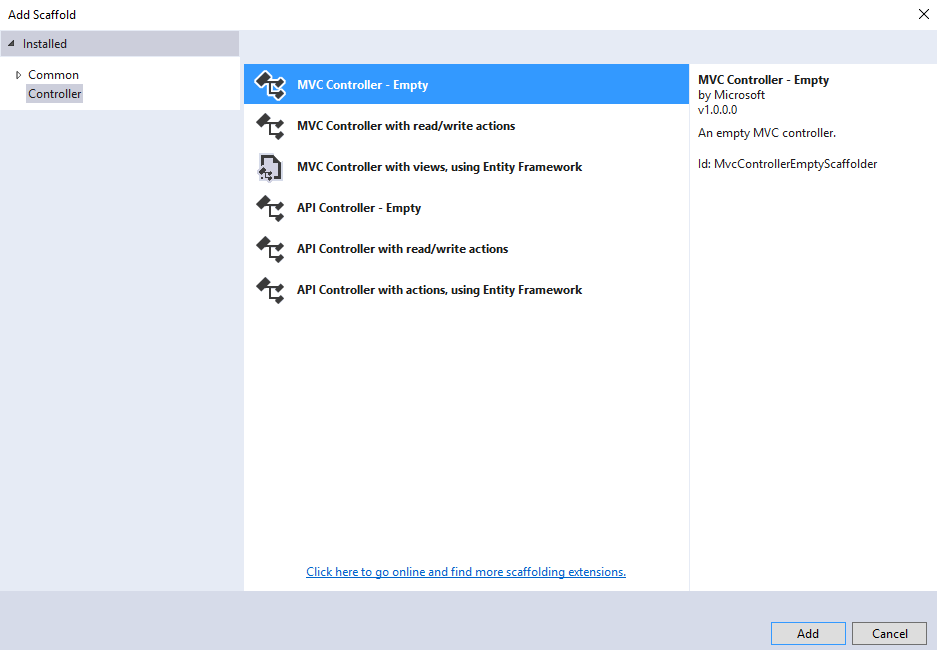 Add Scaffold
Installed
Common
Controller
MVC Controller - Empty
MVC Controller with read/write actions
MVC Controller with views, using Entity Framework
API Controller - Empty
API Controller with read/write actions
API Controller with actions, using Entity Framework
Click here to go online and find more scaffolding extensions.
MVC Controller - Empty
by Microsoft
v1.0.0.0
An empty MVC controller.
Id: MvcControllerEmptyScaffolder
Add
Cancel